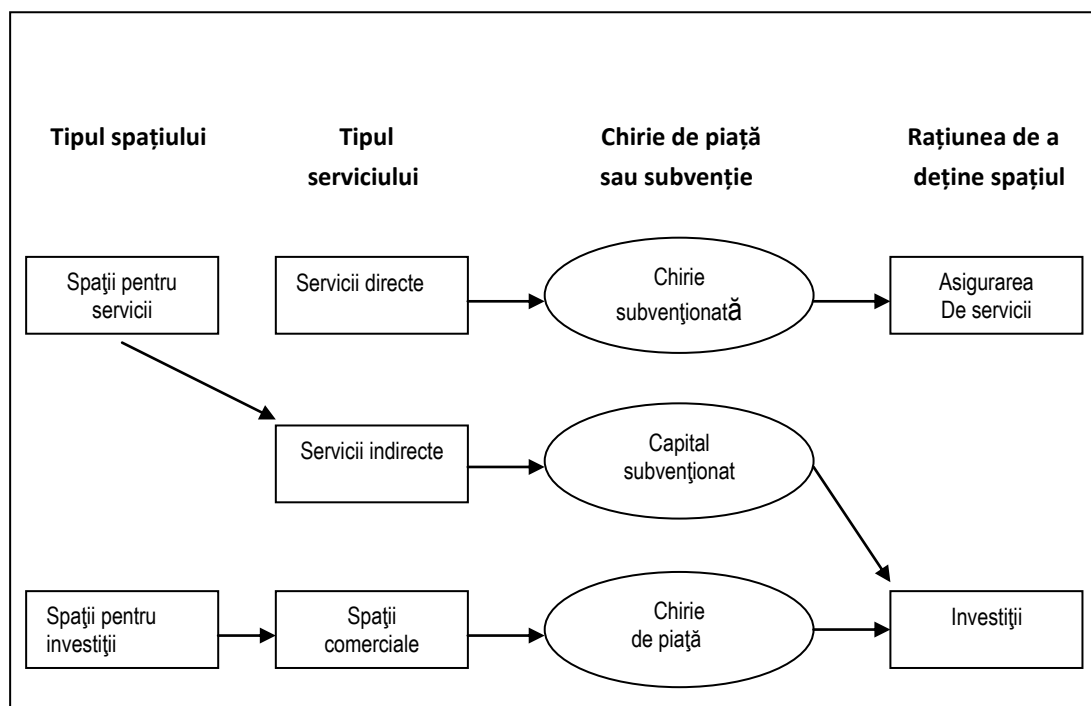 Tipul spațiului
Tipul
serviciului
Chirie de piață
sau subvenție
Rațiunea de a
deține spațiul
Spaţii pentru
servicii
Servicii directe
Chirie
subvenţionată
Asigurarea
De servicii
Servicii indirecte
Capital
subvenţionat
Spaţii pentru
investiţii
Spaţii
comerciale
Chirie
de piaţă
Investiţii